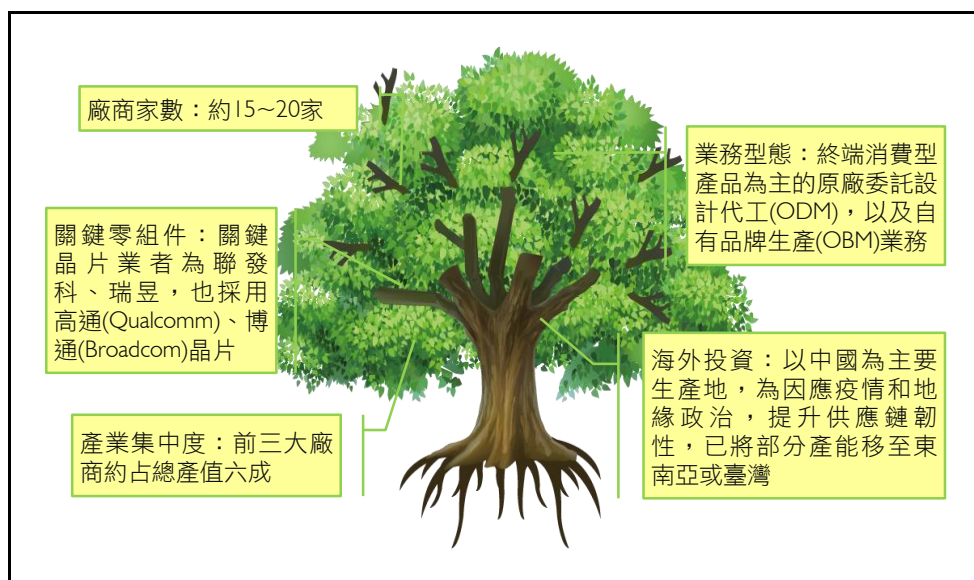 廠商家數：約15~20家
業務型態：終端消費型
產品為主的原廠委託設
計代工(ODM)，以及自
有品牌生產(OBM)業務
關鍵零組件：關鍵
晶片業者為聯發
科、瑞昱，也採用
高通(Qualcomm)、博
通(Broadcom)晶片
海外投資：以中國為主要
生產地，為因應疫情和地
緣政治，提升供應鏈韌
性，已將部分產能移至東
南亞或臺灣
產業集中度：前三大廠
商約占總產值六成